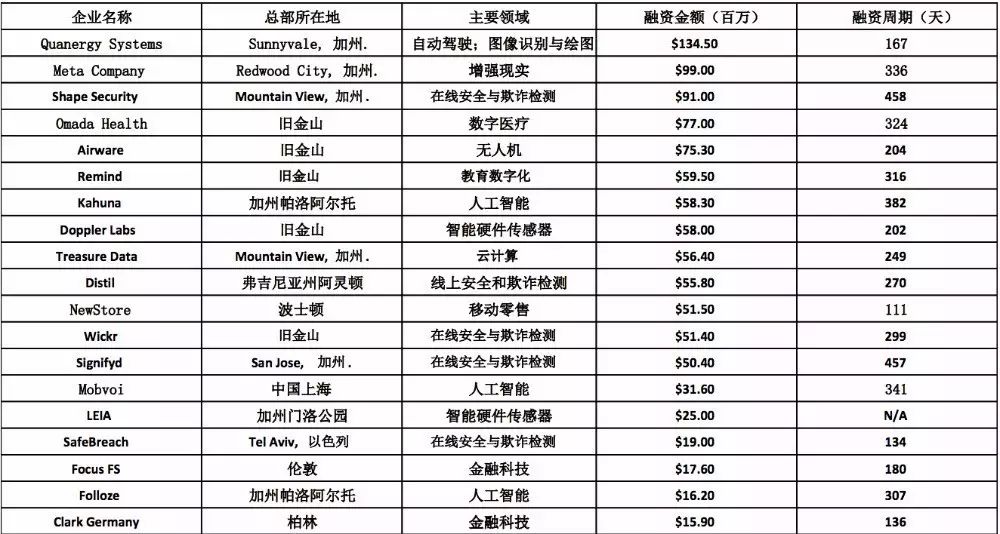 企业名称 总部所在地 主要领域 融资金额（百万） 融资周期（天）
Quanergy Systems Sunnyvale, 加州. 自动驾驶；图像识别与绘图 $134.50 167
Meta Company Redwood City, 加州. 增强现实 $99.00 336
Shape Security Mountain View, 加州. 在线安全与欺诈检测 $91.00 458
Omada Health 旧金山 数字医疗 $77.00 324
Airware 旧金山 无人机 $75.30 204
Remind 旧金山 教育数字化 $59.50 316
Kahuna 加州帕洛阿尔托 人工智能 $58.30 382
Doppler Labs 旧金山 智能硬件传感器 $58.00 202
Treasure Data Mountain View, 加州. 云计算 $56.40 249
Distil 弗吉尼亚州阿灵顿 线上安全和欺诈检测 $55.80 270
NewStore 波士顿 移动零售 $51.50 111
Wickr 旧金山 在线安全与欺诈检测 $51.40 299
Signifyd San Jose, 加州. 在线安全与欺诈检测 $50.40 457
Mobvoi 中国上海 人工智能 $31.60 341
LEIA 加州门洛公园 智能硬件传感器 $25.00 N/A
SafeBreach Tel Aviv, 以色列 在线安全与欺诈检测 $19.00 134
Focus FS 伦敦 金融科技 $17.60 180
Folloze 加州帕洛阿尔托 人工智能 $16.20 307
Clark Germany 柏林 金融科技 $15.90 136